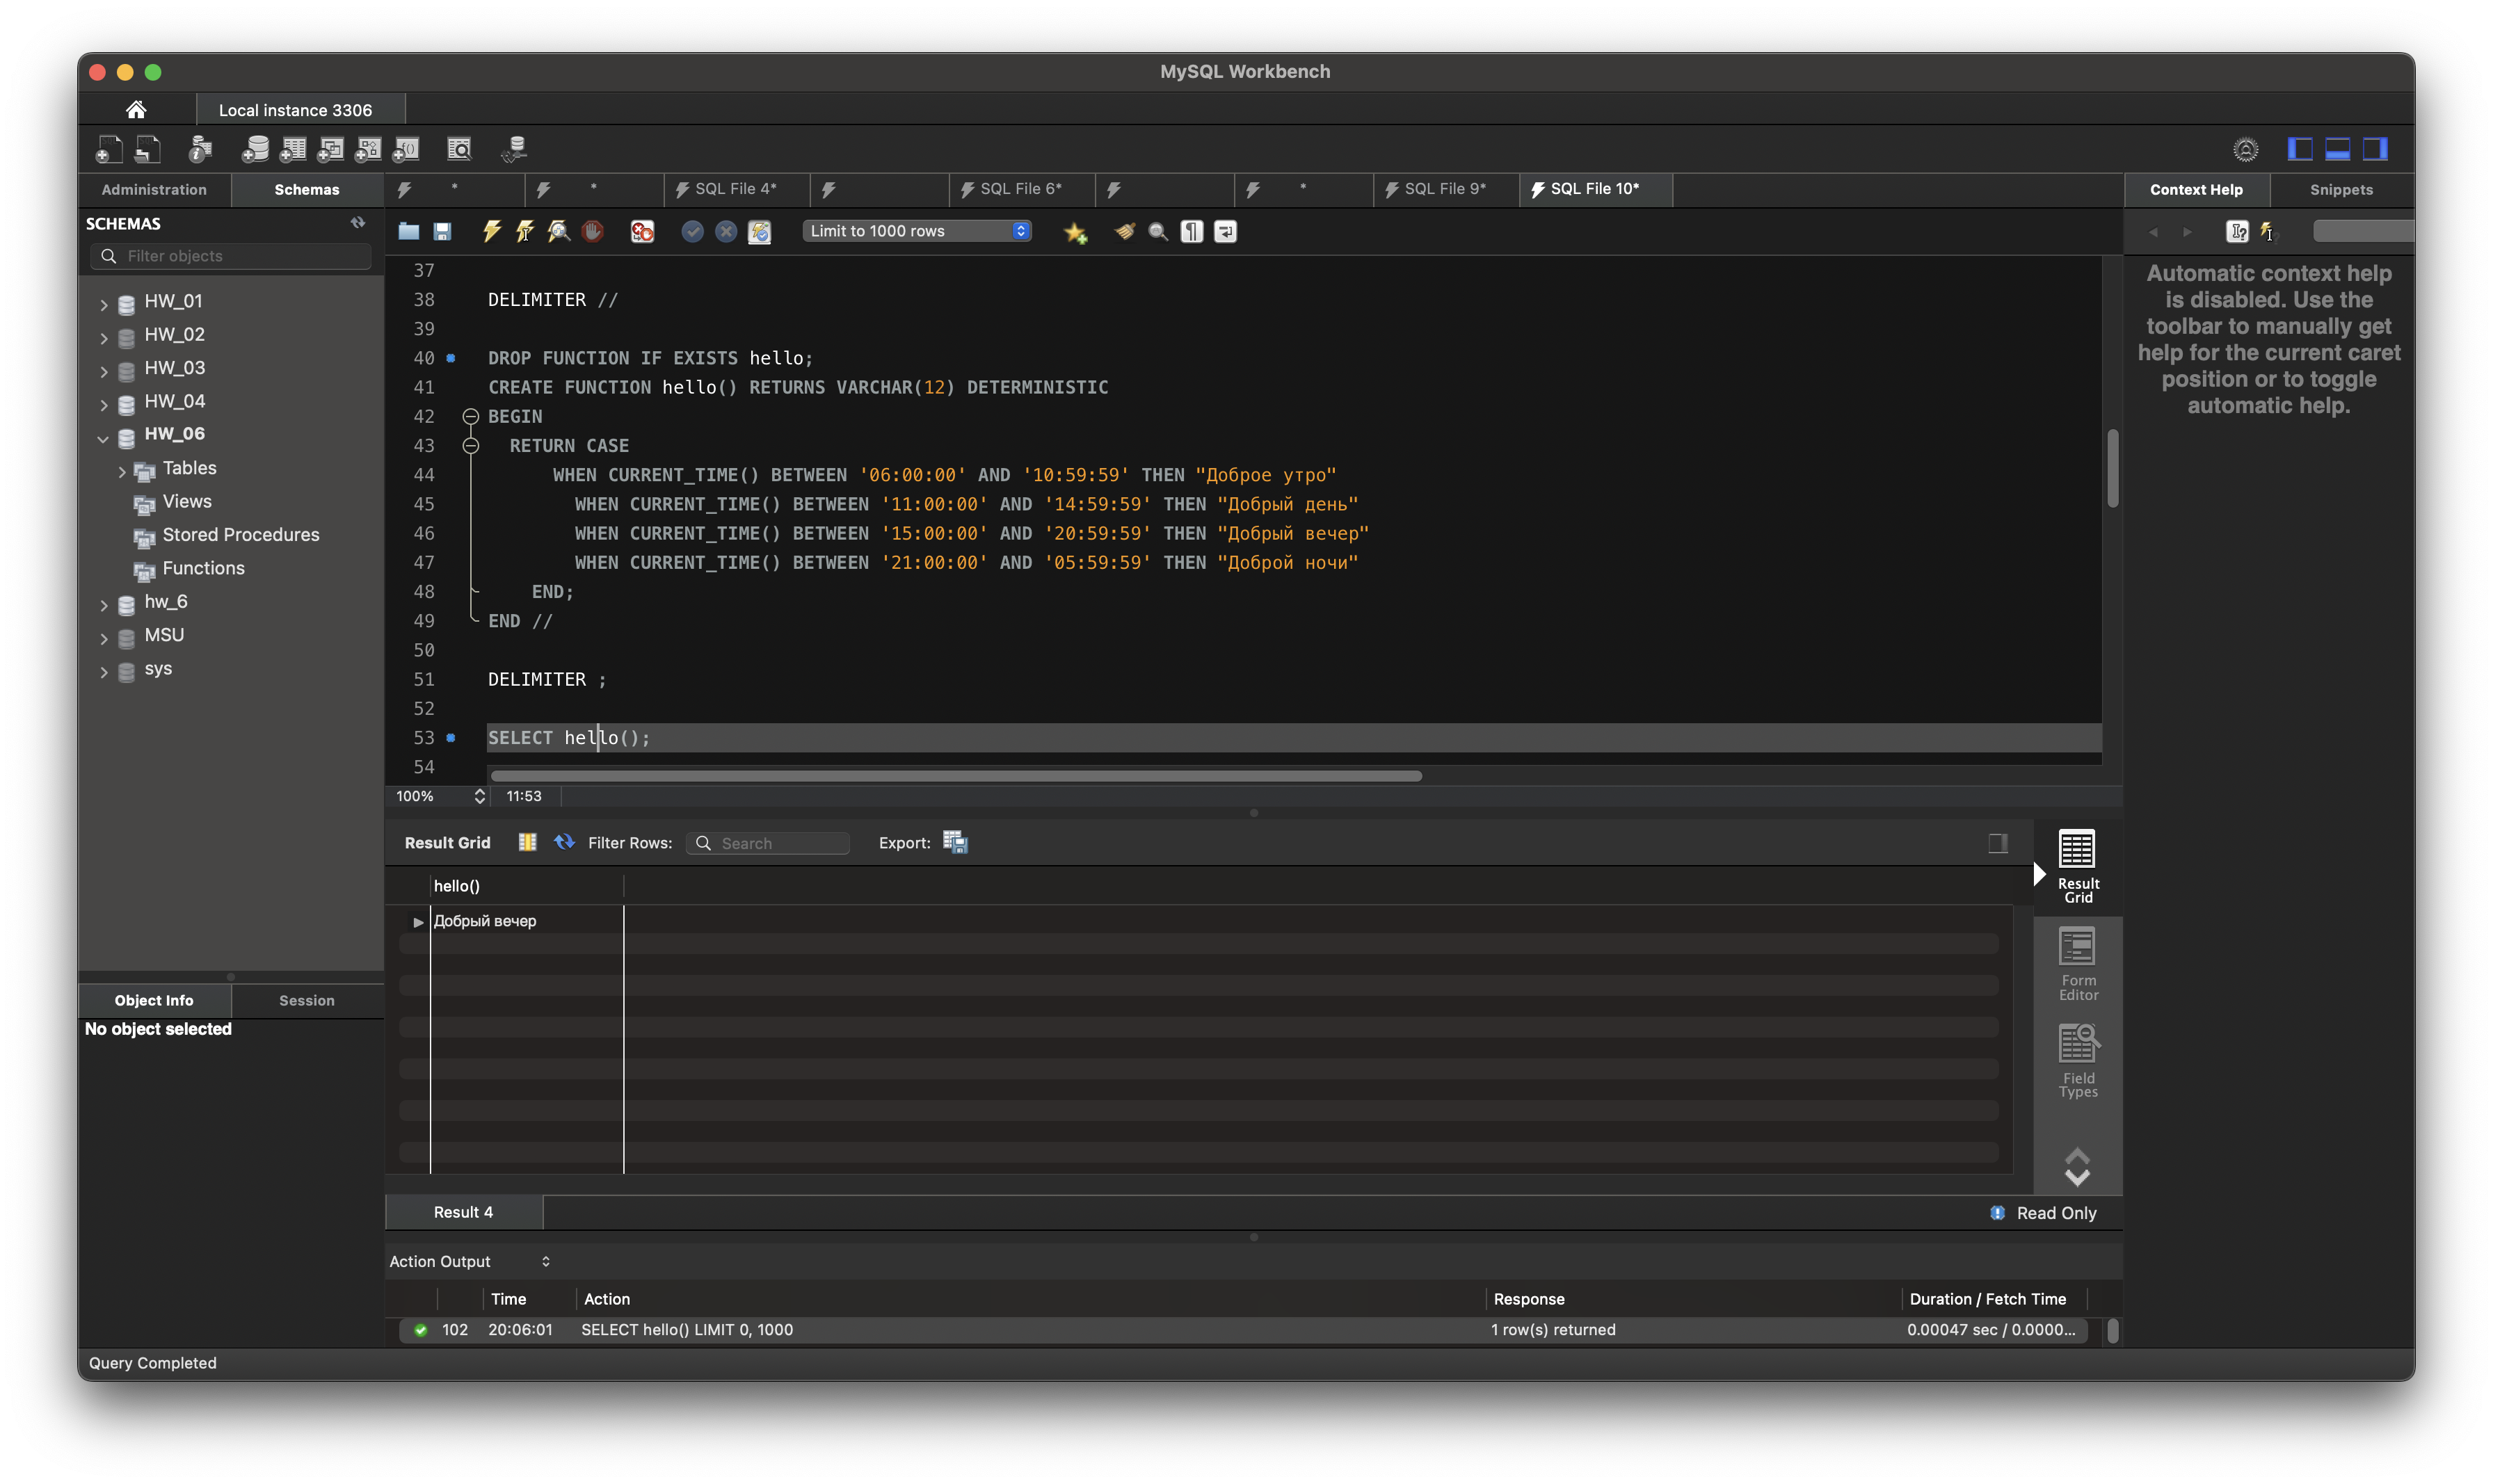 MySQL Workbench
Local instance 3306
Administration
Schemas
*
*
SQL File 4*
SQL File 6*
*
SQL File 9*
SQL File 10*
Context Help
Snippets
SCHEMAS
Filter objects
HW_01
HW_02
HW_03
HW_04
HW_06
Tables
Views
Stored Procedures
Functions
hw_6
MSU
sys
Object Info
Session
No object selected
Limit to 1000 rows
37
38 DELIMITER //
39
40 DROP FUNCTION IF EXISTS hello;
41 CREATE FUNCTION hello() RETURNS VARCHAR(12) DETERMINISTIC
42 BEGIN
43 RETURN CASE
44 WHEN CURRENT_TIME() BETWEEN '06:00:00' AND '10:59:59' THEN "Доброе утро"
45 WHEN CURRENT_TIME() BETWEEN '11:00:00' AND '14:59:59' THEN "Добрый день"
46 WHEN CURRENT_TIME() BETWEEN '15:00:00' AND '20:59:59' THEN "Добрый вечер"
47 WHEN CURRENT_TIME() BETWEEN '21:00:00' AND '05:59:59' THEN "Доброй ночи"
48 END;
49 END //
50
51 DELIMITER ;
52
53 SELECT hello();
54
100%
11:53
Result Grid
Filter Rows:
Search
Export:
hello()
Добрый вечер
Result
Grid
Form
Editor
Field
Types
Result 4
Read Only
Action Output
Time
Action
Response
Duration / Fetch Time
102
20:06:01
SELECT hello() LIMIT 0, 1000
1 row(s) returned
0.00047 sec / 0.0000...
Automatic context help
is disabled. Use the
toolbar to manually get
help for the current caret
position or to toggle
automatic help.
Query Completed